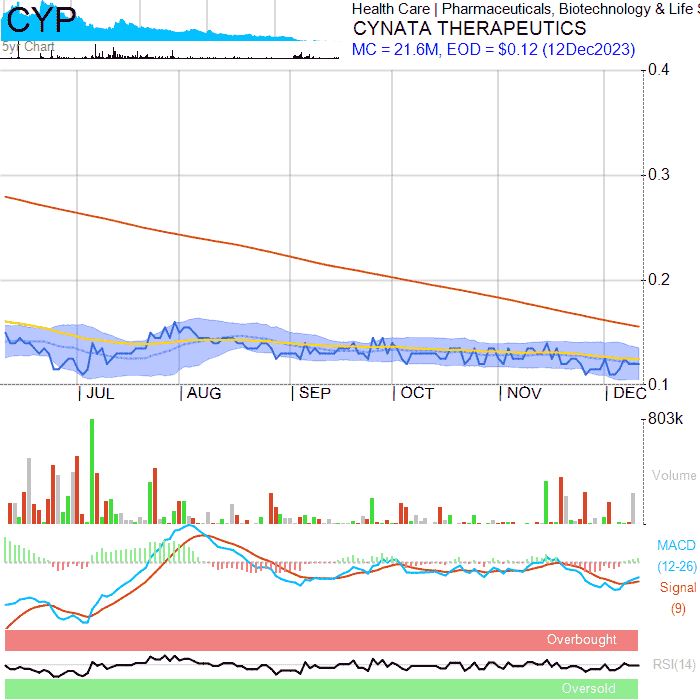 CYP
5yr Chart
Health Care | Pharmaceuticals, Biotechnology & Life S
CYNATA THERAPEUTICS
MC = 21.6M, EOD = $0.12 (12Dec2023)
0.4
0.3
0.2
0.1
| JUL | AUG | SEP | OCT | NOV | DEC
803k
Volume
MACD
(12-26)
Signal
(9)
Overbought
RSI(14)
Oversold